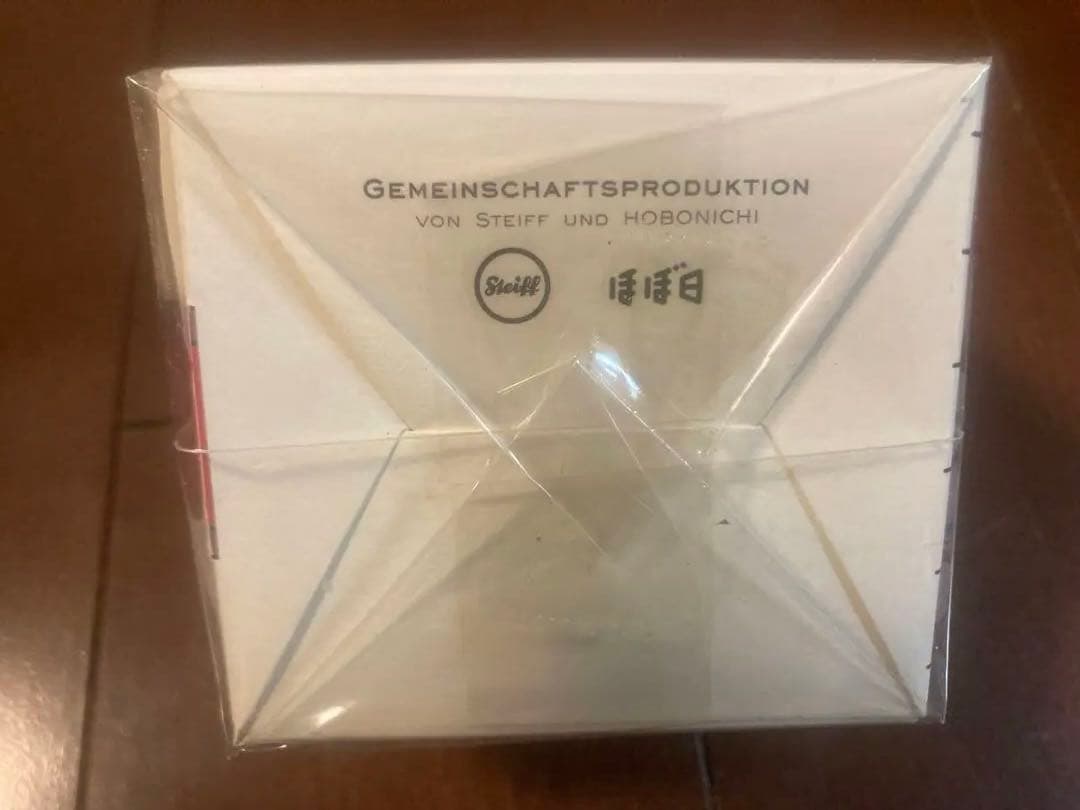 GEMEINSCHAFTSPRODUKTION
VON STEIFF UND HOBONICHI
Steiff ほぼ日